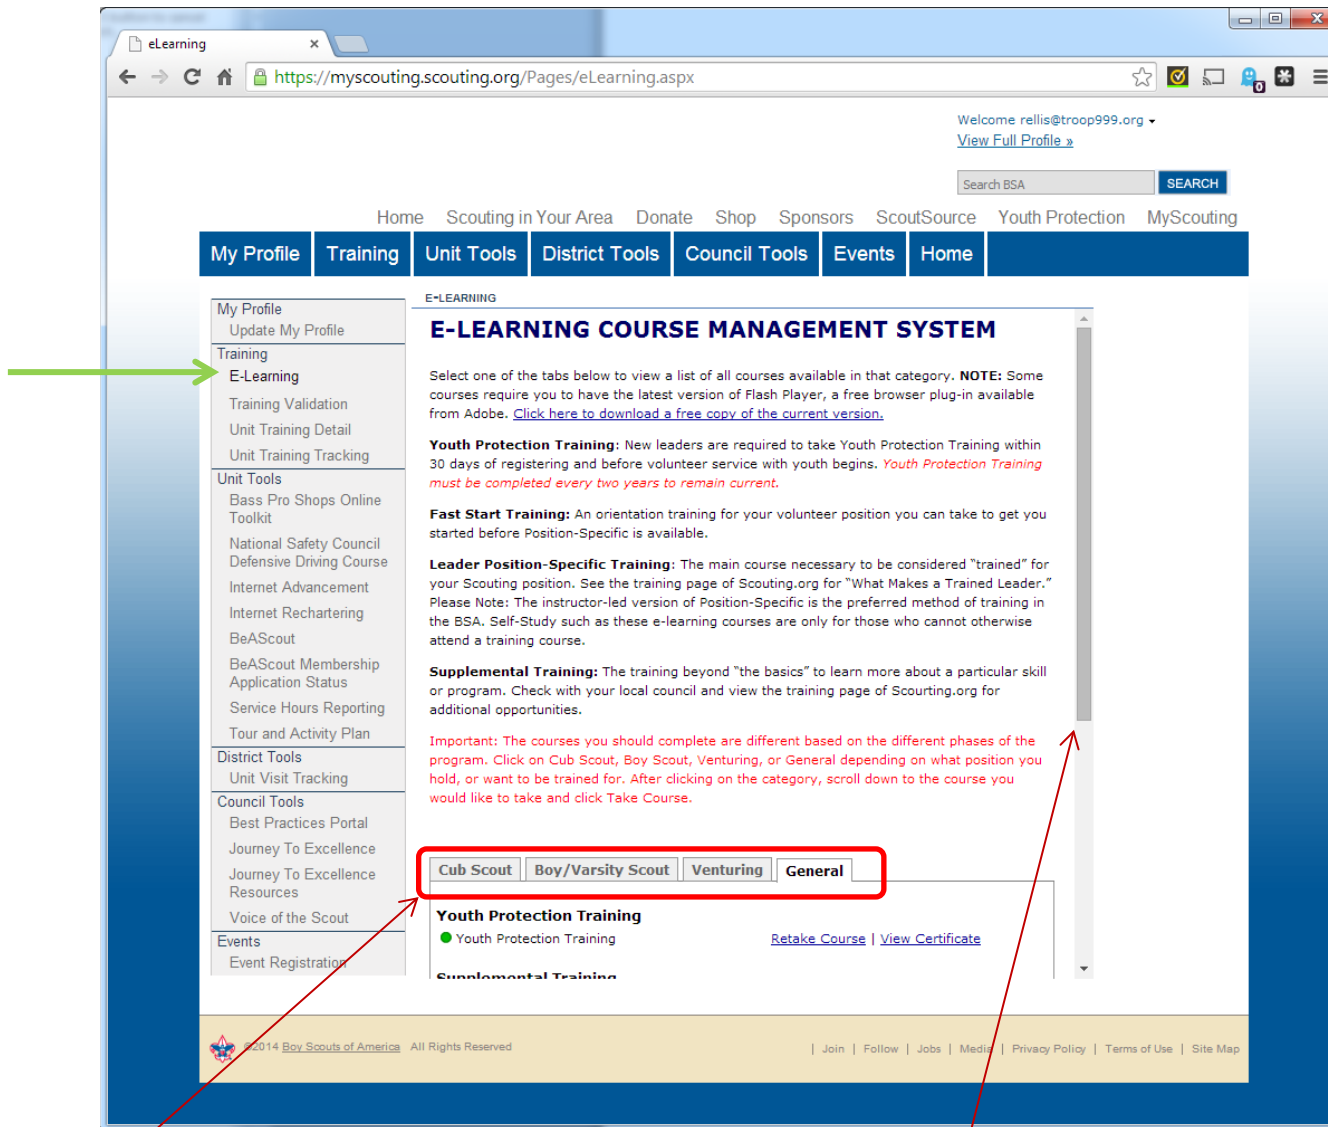 eLearning
https://myscouting.scouting.org/Pages/eLearning.aspx
0
Welcome rellis@troop999.org
View Full Profile »
Search BSA
SEARCH
Home Scouting in Your Area Donate Shop Sponsors ScoutSource Youth Protection MyScouting
My Profile Training Unit Tools District Tools Council Tools Events Home
My Profile
Update My Profile
Training
E-Learning
Training Validation
Unit Training Detail
Unit Training Tracking
Unit Tools
Bass Pro Shops Online
Toolkit
National Safety Council
Defensive Driving Course
Internet Advancement
Internet Rechartering
BeAScout
BeAScout Membership
Application Status
Service Hours Reporting
Tour and Activity Plan
District Tools
Unit Visit Tracking
Council Tools
Best Practices Portal
Journey To Excellence
Journey To Excellence
Resources
Voice of the Scout
Events
Event Registration
E-LEARNING
E-LEARNING COURSE MANAGEMENT SYSTEM
Select one of the tabs below to view a list of all courses available in that category. NOTE: Some
courses require you to have the latest version of Flash Player, a free browser plug-in available
from Adobe. Click here to download a free copy of the current version.
Youth Protection Training: New leaders are required to take Youth Protection Training within
30 days of registering and before volunteer service with youth begins. Youth Protection Training
must be completed every two years to remain current.
Fast Start Training: An orientation training for your volunteer position you can take to get you
started before Position-Specific is available.
Leader Position-Specific Training: The main course necessary to be considered "trained" for
your Scouting position. See the training page of Scouting.org for "What Makes a Trained Leader."
Please Note: The instructor-led version of Position-Specific is the preferred method of training in
the BSA. Self-Study such as these e-learning courses are only for those who cannot otherwise
attend a training course.
Supplemental Training: The training beyond "the basics" to learn more about a particular skill
or program. Check with your local council and view the training page of Scourting.org for
additional opportunities.
Important: The courses you should complete are different based on the different phases of the
program. Click on Cub Scout, Boy Scout, Venturing, or General depending on what position you
hold, or want to be trained for. After clicking on the category, scroll down to the course you
would like to take and click Take Course.
Cub Scout Boy/Varsity Scout Venturing General
Youth Protection Training
Youth Protection Training Retake Course | View Certificate
Supplemental Training
©2014 Boy Scouts of America All Rights Reserved
| Join | Follow | Jobs | Media | Privacy Policy | Terms of Use | Site Map